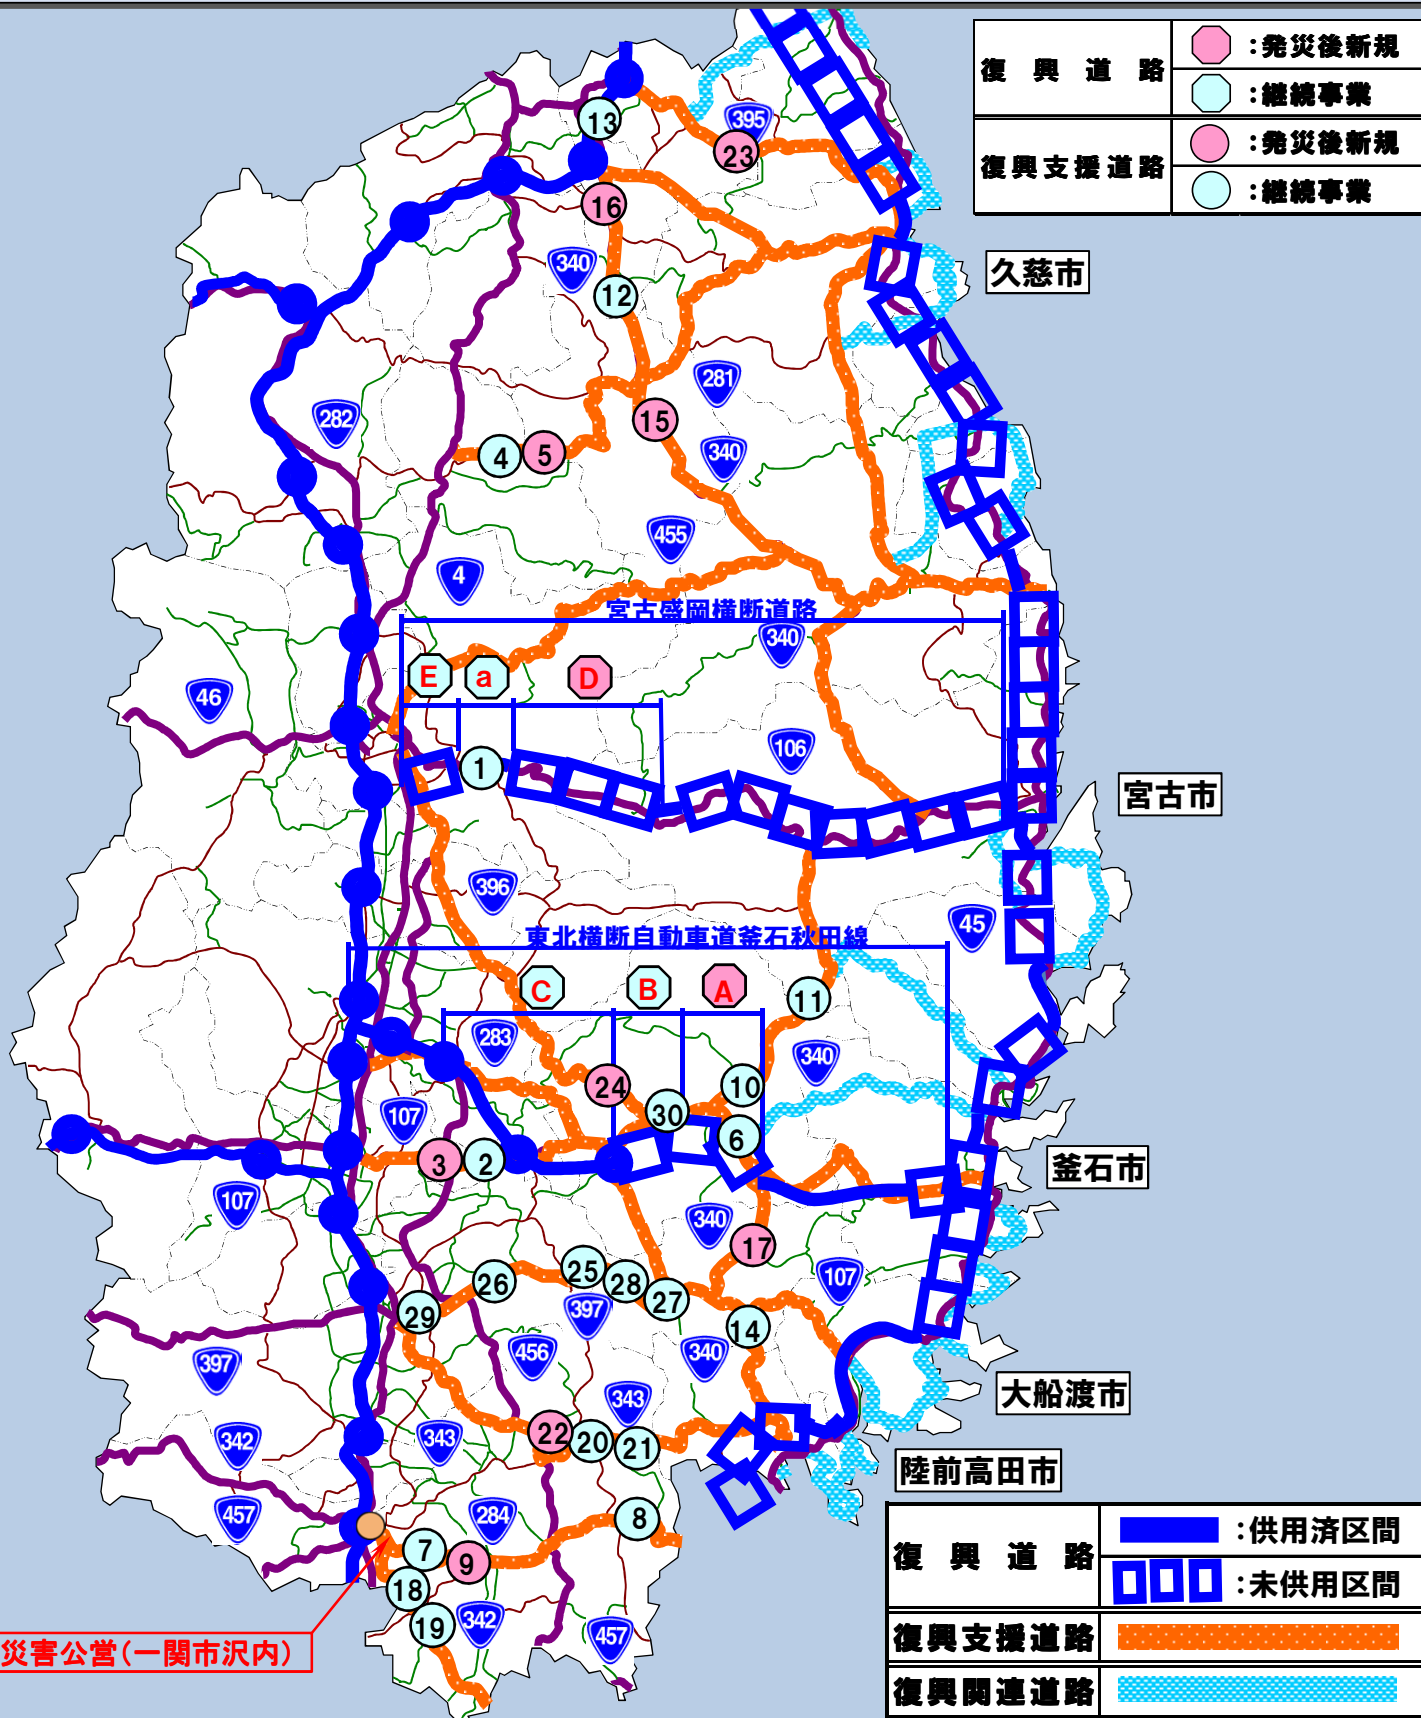 復興道路
:発災後新規
:継続事業
復興支援道路
:発災後新規
:継続事業
13
395
23
16
340
12
久慈市
281
282
15
340
4
5
455
4
宮古盛岡横断道路
340
E
a
D
46
106
1
宮古市
396
45
東北横断自動車道釜石秋田線
C
B
A
11
283
340
24
10
30
107
6
3
2
釜石市
107
340
17
25
26
28
107
27
29
397
14
456
340
397
大船渡市
343
22
20
21
342
343
陸前高田市
457
284
8
7
9
18
19
342
457
災害公営(一関市沢内)
復興道路
:供用済区間
:未供用区間
復興支援道路
復興関連道路